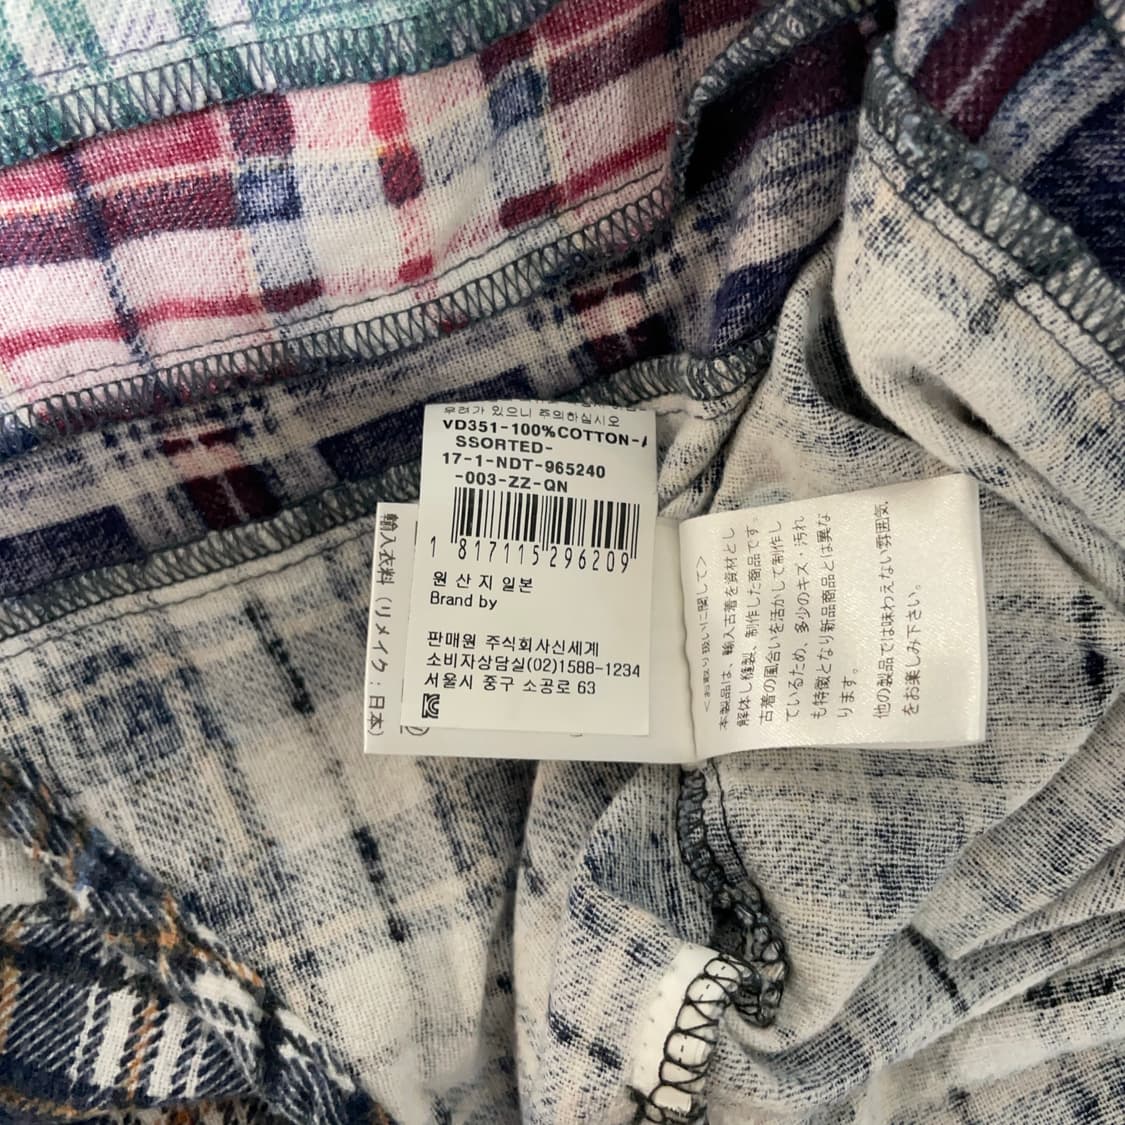 우려가 있으니 주의하십시오
VD351-100%COTTON-A
SSORTED-
17-1-NDT-965240
-003-ZZ-QN
1 817115 296209
원 산 지 일본
Brand by
판매원 주식회사신세계
소비자상담실(02)1588-1234
서울시 중구 소공로 63
輸入衣料 (リメイク : 日本)
<お取り扱いに関して>
本製品は、輸入古着を資材とし
解体し縫製、制作した商品です。
古着の風合いを活かして制作し
ているため、多少のキズ・汚れ
も特徴となり新品商品とは異な
ります。
他の製品では味わえない雰囲気
をお楽しみ下さい。